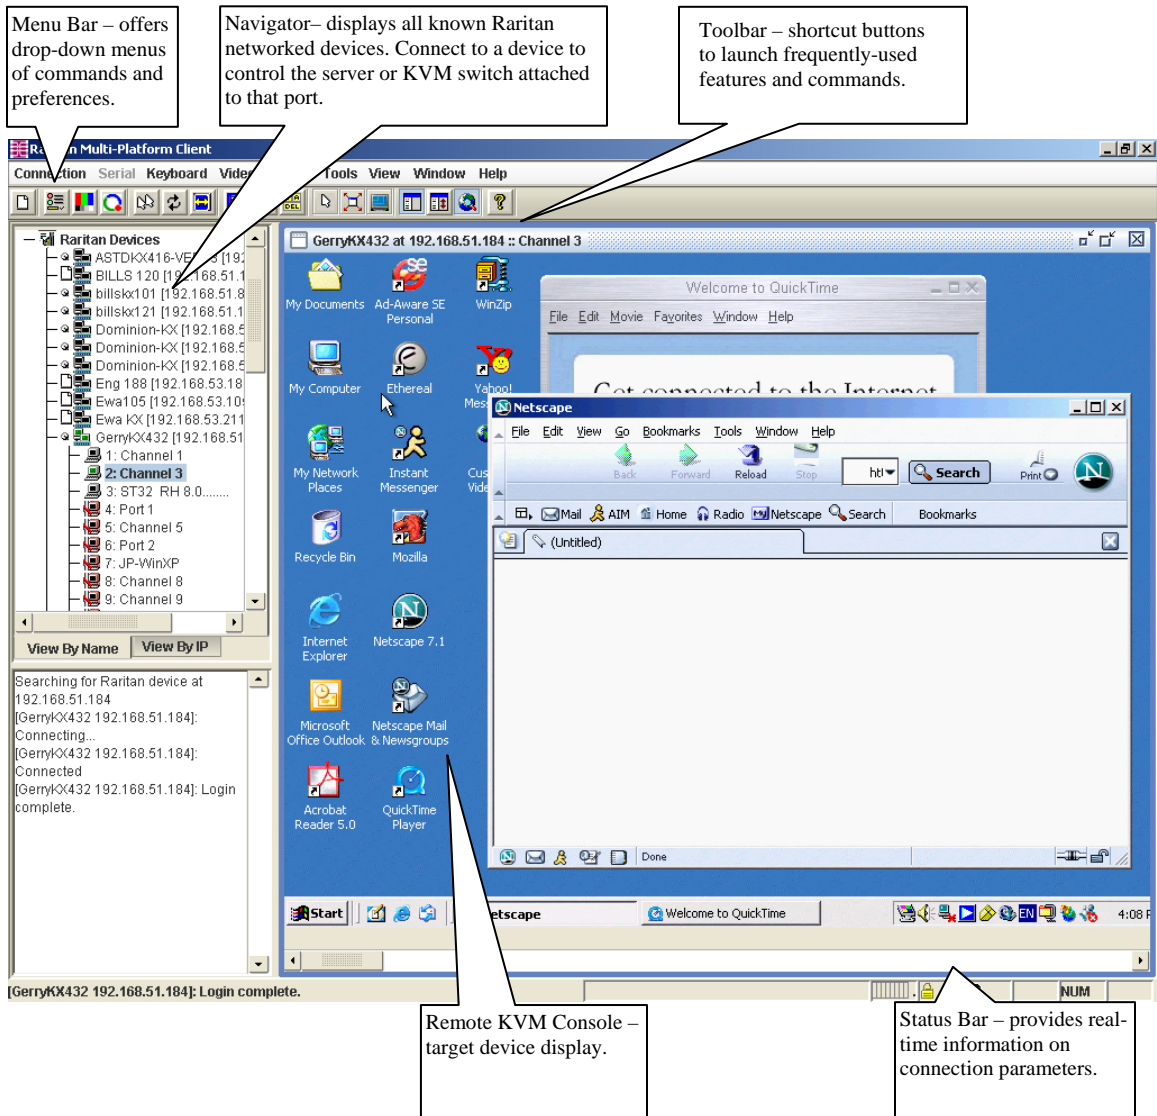 Menu Bar – offers
drop-down menus
of commands and
preferences.
Navigator– displays all known Raritan
networked devices. Connect to a device to
control the server or KVM switch attached
to that port.
Toolbar – shortcut buttons
to launch frequently-used
features and commands.
Multi-Platform Client
Connection Serial Keyboard Tools View Window Help
Raritan Devices
BILLS 120 [192.168.51.1
billskx101 [192.168.51.8
billskx121 [192.168.51.1
Dominion-KX [192.168.5
Dominion-KX [192.168.5
Dominion-KX [192.168.5
Eng 188 [192.168.53.18
Ewa105 [192.168.53.10
Ewa KX [192.168.53.211
GerryKX432 [192.168.51
1: Channel 1
2: Channel 3
3: ST32 RH 8.0........
4: Port 1
5: Channel 5
6: Port 2
7: JP-WinXP
8: Channel 8
9: Channel 9
View By Name View By IP
Searching for Raritan device at
192.168.51.184
[GerryKX432 192.168.51.184]:
Connecting...
[GerryKX432 192.168.51.184]:
Connected
[GerryKX432 192.168.51.184]: Login
complete.
GerryKX432 at 192.168.51.184 :: Channel 3
My Documents
Ad-Aware SE
Personal
WinZip
My Computer
Ethereal
Yahoo!
My Network
Places
Instant
Messenger
Recycle Bin
Mozilla
Internet
Explorer
Netscape 7.1
Microsoft
Office Outlook
Netscape Mail
& Newsgroups
Acrobat
Reader 5.0
QuickTime
Player
Welcome to QuickTime
File Edit Movie Favorites Window Help
Get connected to the Internet
Netscape
File Edit View Go Bookmarks Tools Window Help
Back Forward Reload Stop Search Print
Mail AIM Home Radio Netscape Search Bookmarks
(Untitled)
Done
Start
Welcome to QuickTime
EN
4:08
[GerryKX432 192.168.51.184]: Login complete.
NUM
Remote KVM Console –
target device display.
Status Bar – provides real-
time information on
connection parameters.